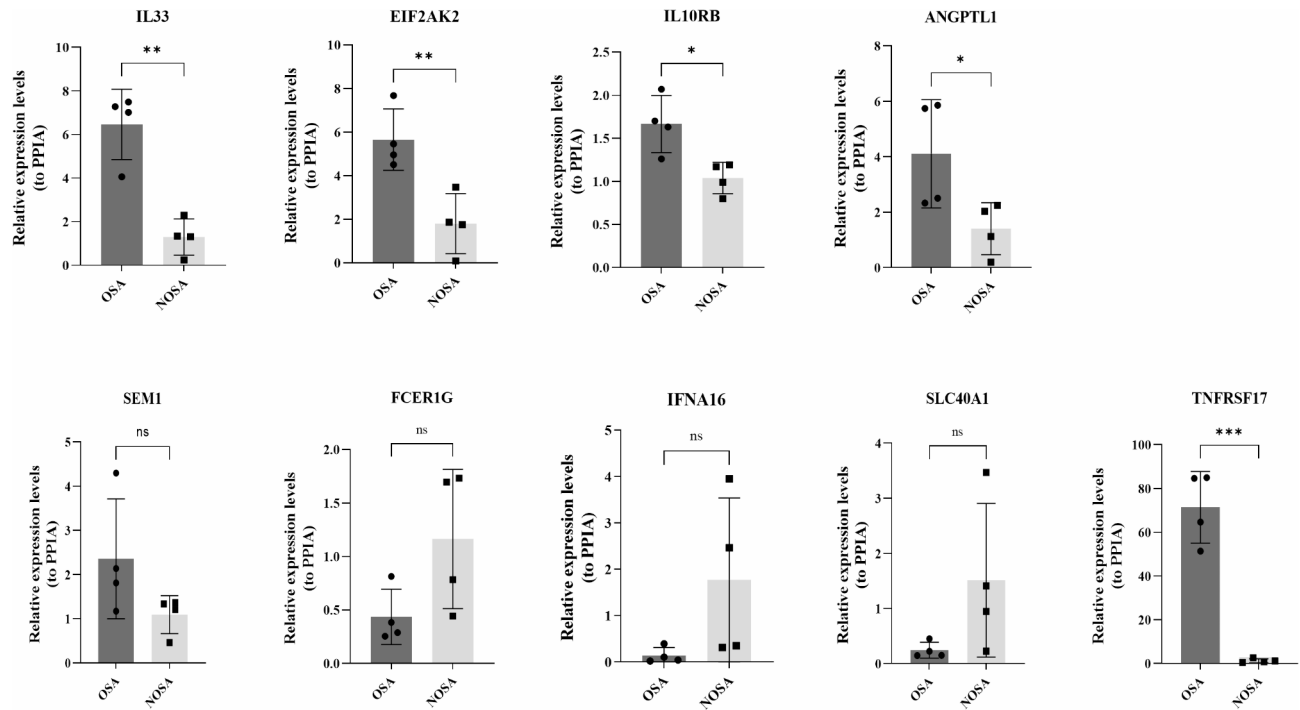 IL33
EIF2AK2
IL10RB
ANGPTL1
Relative expression levels
(to PPIA)
10
8
6
4
2
0
**
OSA
NOSA
Relative expression levels
(to PPIA)
10
8
6
4
2
0
**
OSA
NOSA
Relative expression levels
(to PPIA)
2.5
2.0
1.5
1.0
0.5
0.0
*
OSA
NOSA
Relative expression levels
(to PPIA)
8
6
4
2
0
*
OSA
NOSA
SEM1
FCER1G
IFNA16
SLC40A1
TNFRSF17
Relative expression levels
(to PPIA)
5
4
3
2
1
0
ns
OSA
NOSA
Relative expression levels
(to PPIA)
2.0
1.5
1.0
0.5
0.0
ns
OSA
NOSA
Relative expression levels
(to PPIA)
5
4
3
2
1
0
ns
OSA
NOSA
Relative expression levels
(to PPIA)
4
3
2
1
0
ns
OSA
NOSA
Relative expression levels
(to PPIA)
100
80
60
40
20
0
***
OSA
NOSA